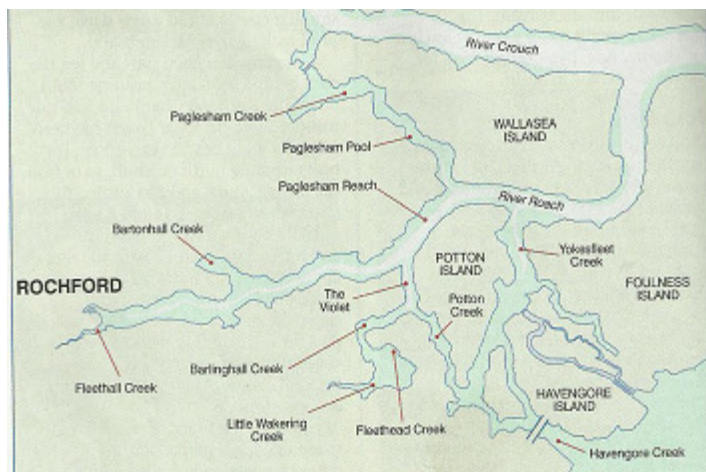 River Crouch
Paglesham Creek
WALLASEA
ISLAND
Paglesham Pool
Paglesham Reach
River Roach
Bartonhall Creek
Yokesfleet
Creek
POTTON
ISLAND
ROCHFORD
FOULNESS
ISLAND
The
Violet
Potton
Creek
Barlinghall Creek
Fleethall Creek
HAVENGORE
ISLAND
Little Wakering
Creek
Fleethead Creek
Havengore Creek